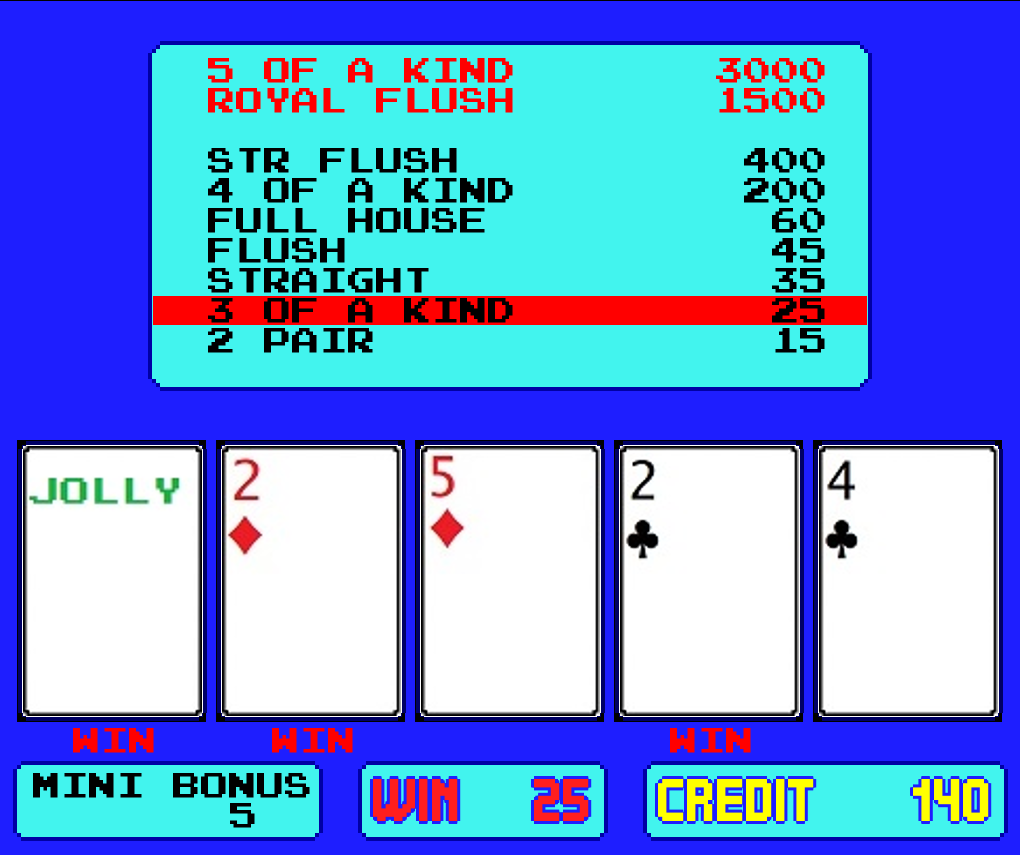 5 OF A KIND 3000
ROYAL FLUSH 1500
STR FLUSH 400
4 OF A KIND 200
FULL HOUSE 60
FLUSH 45
STRAIGHT 35
3 OF A KIND 25
2 PAIR 15
JOLLY 2 5 2 4
WIN WIN WIN
MINI BONUS
5
WIN 25
CREDIT 140